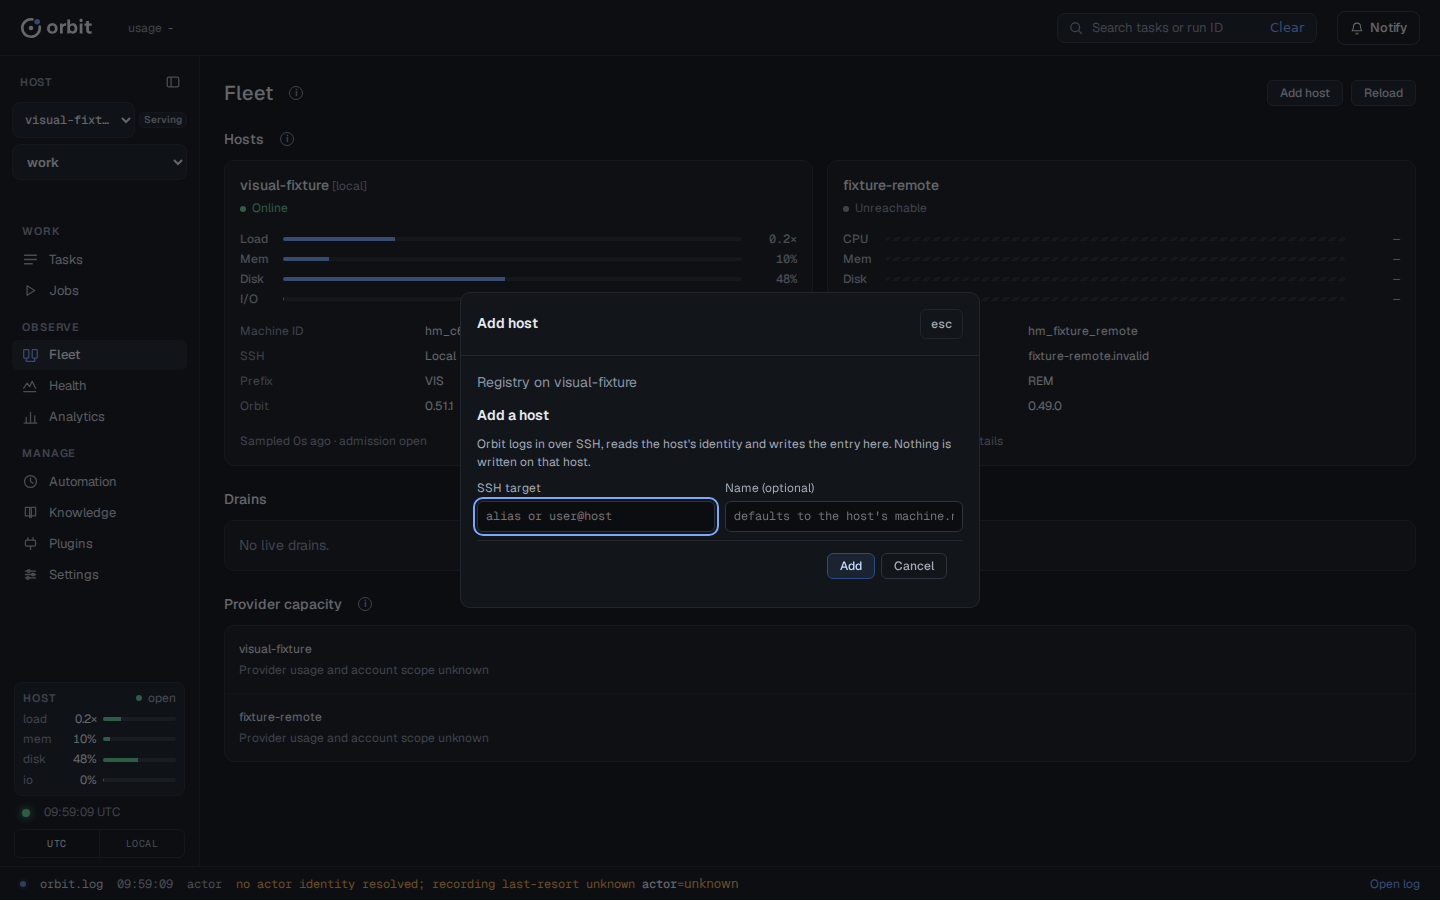 orbit
usage -
Search tasks or run ID
Clear
Notify
HOST
visual-fixt…
Serving
work
WORK
Tasks
Jobs
OBSERVE
Fleet
Health
Analytics
MANAGE
Automation
Knowledge
Plugins
Settings
HOST
open
load 0.2×
mem 10%
disk 48%
io 0%
09:59:09 UTC
UTC
LOCAL
Fleet
Add host
Reload
Hosts
visual-fixture [local]
Online
Load 0.2×
Mem 10%
Disk 48%
I/O
Machine ID hm_c
SSH Local
Prefix VIS
Orbit 0.51.1
Sampled 0s ago · admission open
fixture-remote
Unreachable
CPU –
Mem –
Disk –
–
hm_fixture_remote
fixture-remote.invalid
REM
0.49.0
tails
Add host
esc
Registry on visual-fixture
Add a host
Orbit logs in over SSH, reads the host's identity and writes the entry here. Nothing is
written on that host.
SSH target
Name (optional)
alias or user@host
defaults to the host's machine.
Add
Cancel
Drains
No live drains.
Provider capacity
visual-fixture
Provider usage and account scope unknown
fixture-remote
Provider usage and account scope unknown
orbit.log 09:59:09 actor no actor identity resolved; recording last-resort unknown actor=unknown
Open log